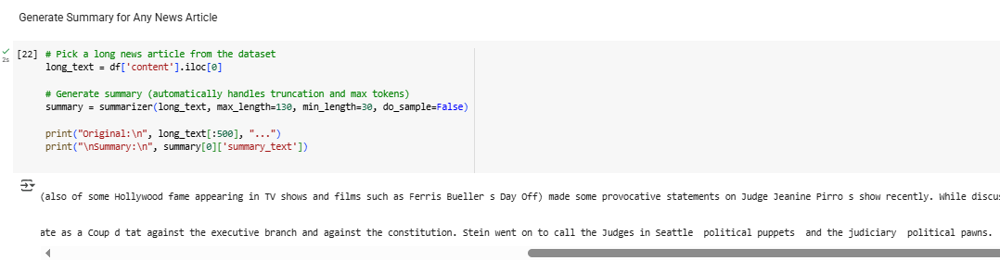 Generate Summary for Any News Article
[22] # Pick a long news article from the dataset
2s
long_text = df['content'].iloc[0]
# Generate summary (automatically handles truncation and max tokens)
summary = summarizer(long_text, max_length=130, min_length=30, do_sample=False)
print("Original:\n", long_text[:500], "...")
print("\nSummary:\n", summary[0]['summary_text'])
(also of some Hollywood fame appearing in TV shows and films such as Ferris Bueller s Day Off) made some provocative statements on Judge Jeanine Pirro s show recently. While discus
ate as a Coup d tat against the executive branch and against the constitution. Stein went on to call the Judges in Seattle  political puppets  and the judiciary  political pawns.